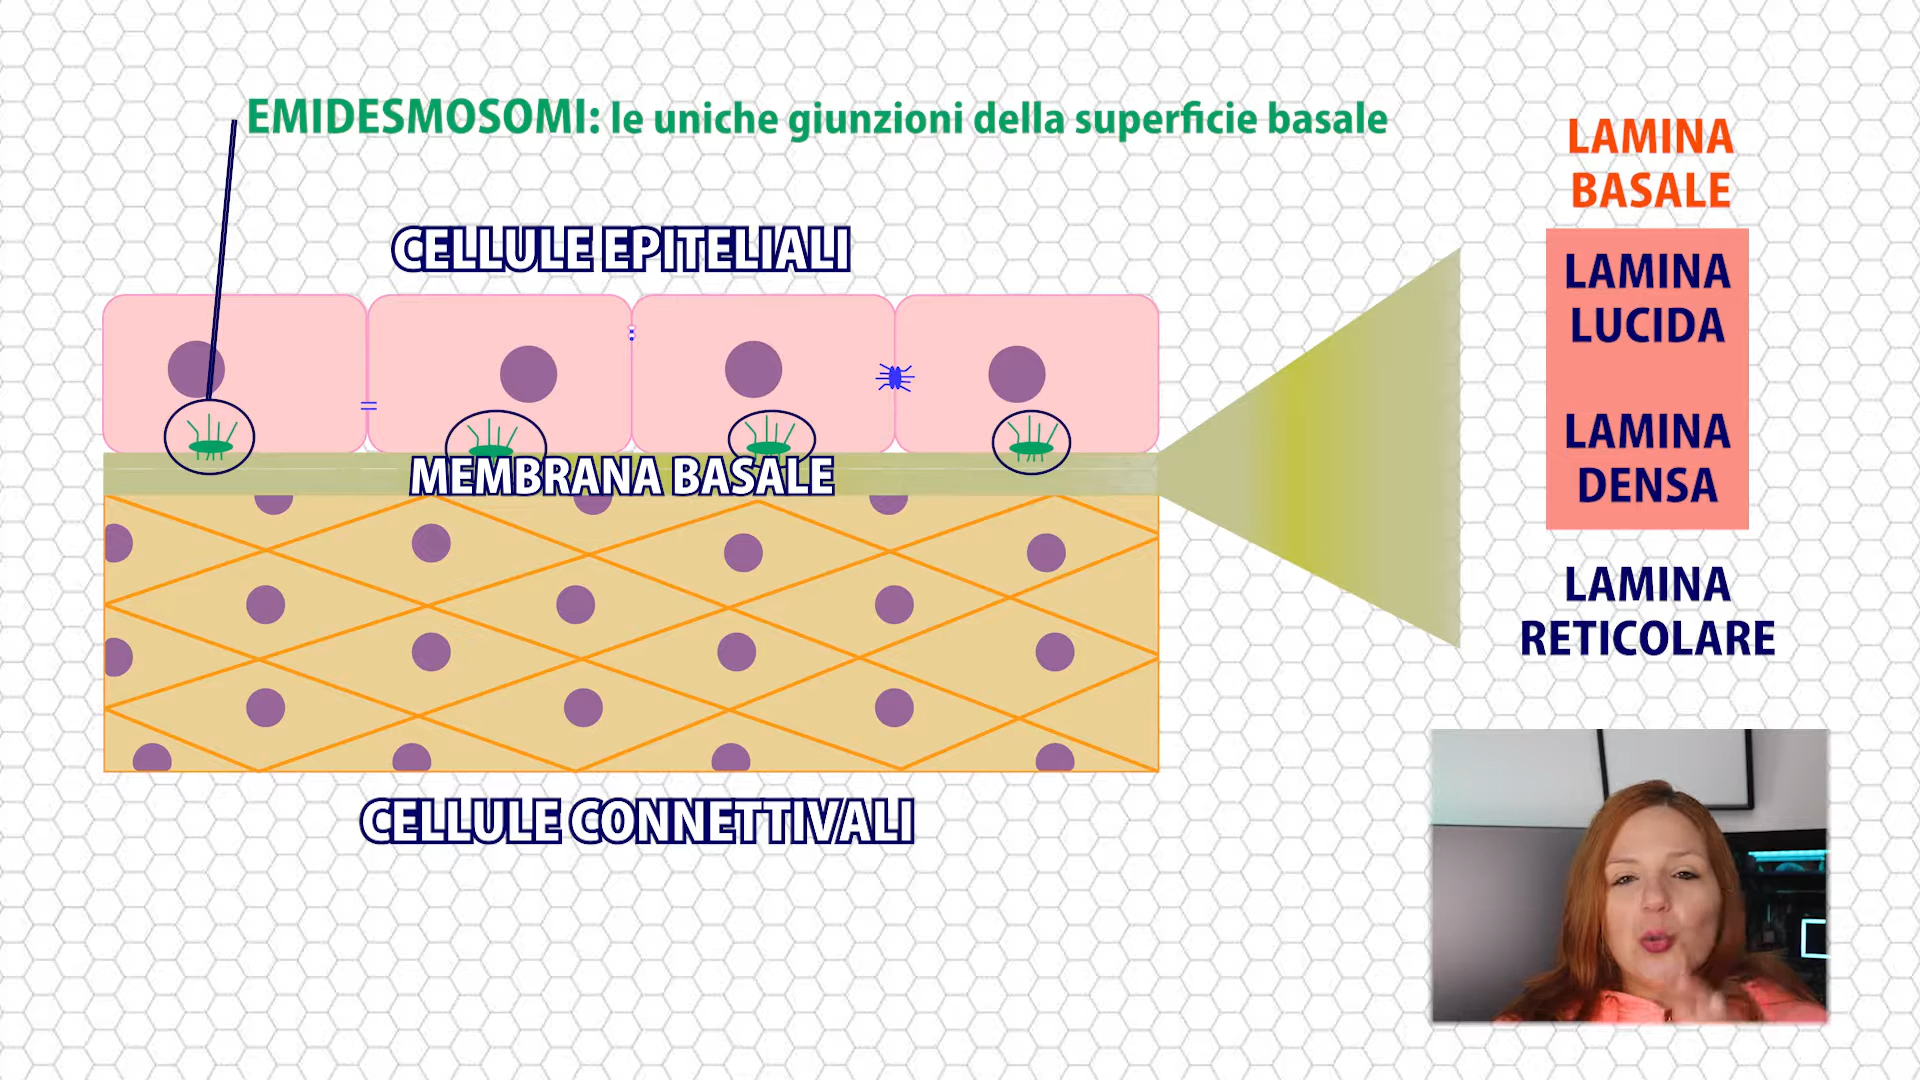 EMIDESMOSOMI: le uniche giunzioni della superficie basale
LAMINA
BASALE
CELLULE EPITELIALI
LAMINA
LUCIDA
LAMINA
DENSA
MEMBRANA BASALE
LAMINA
RETICOLARE
CELLULE CONNETTIVALI